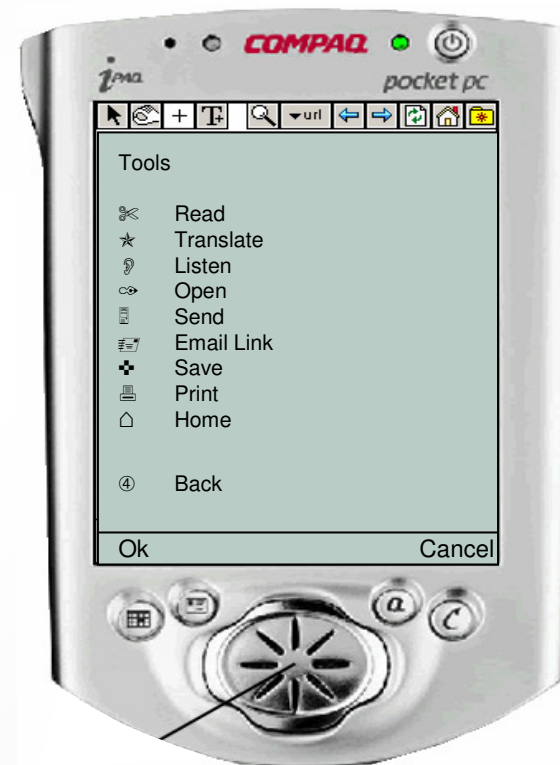 COMPAQ
iPAQ pocket pc
url
Tools
Read
Translate
Listen
Open
Send
Email Link
Save
Print
Home
④ Back
Ok Cancel
a